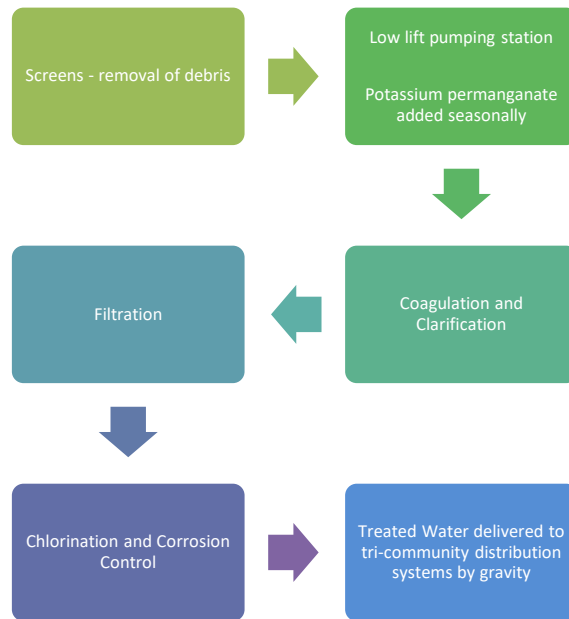 Screens - removal of debris
Low lift pumping station
Potassium permanganate
added seasonally
Coagulation and
Clarification
Filtration
Chlorination and Corrosion
Control
Treated Water delivered to
tri-community distribution
systems by gravity